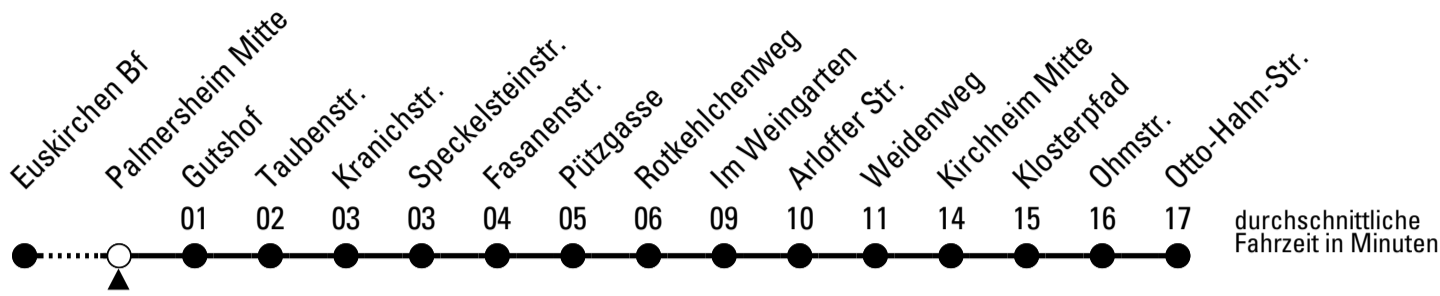 Euskirchen Bf
Palmersheim Mitte
Gutshof
Taubenstr.
Kranichstr.
Speckelsteinstr.
Fasanenstr.
Pützgasse
Rotkehlchenweg
Im Weingarten
Arloffer Str.
Weidenweg
Kirchheim Mitte
Klosterpfad
Ohmstr.
Otto-Hahn-Str.
01 02 03 03 04 05 06 09 10 11 14 15 16 17
durchschnittliche
Fahrzeit in Minuten